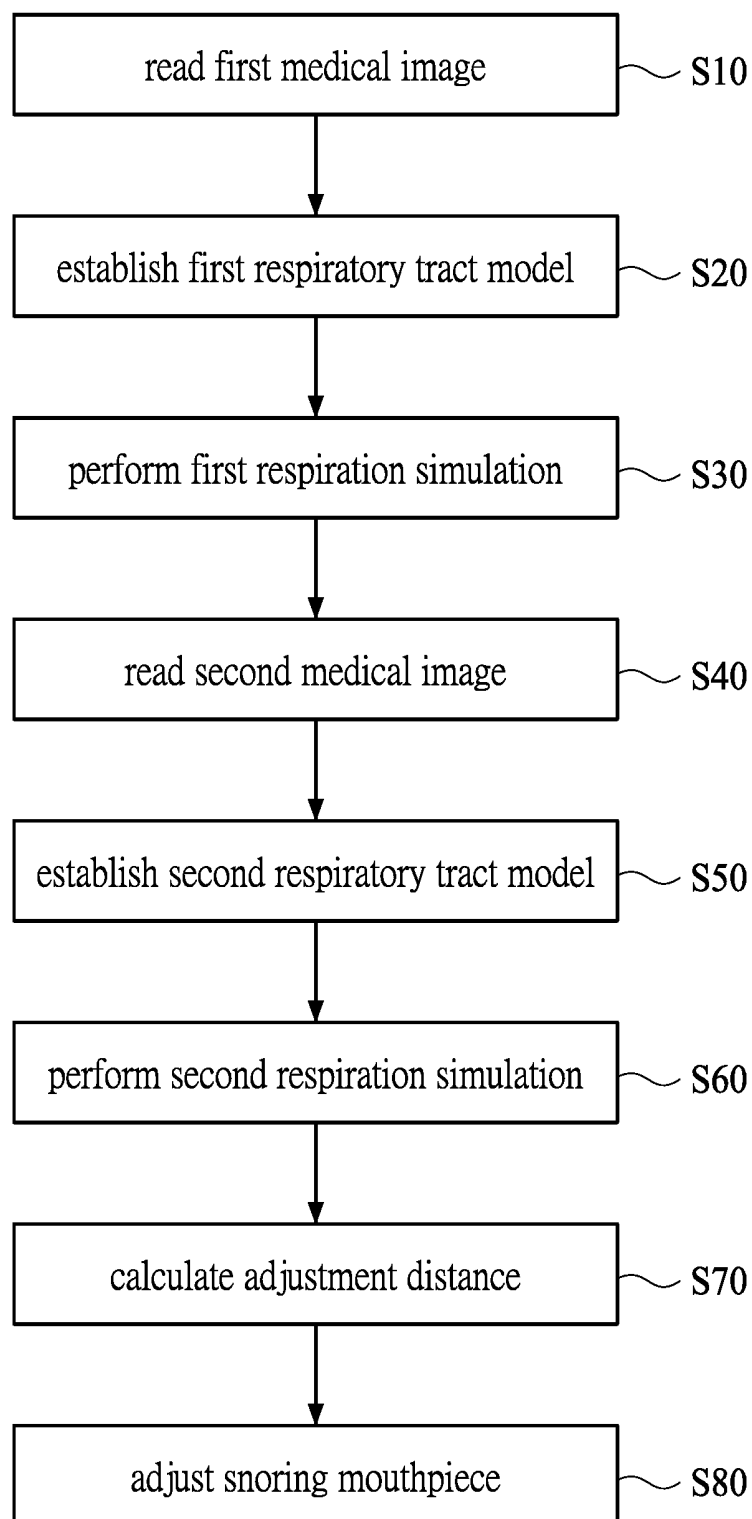 read first medical image S10
establish first respiratory tract model S20
perform first respiration simulation S30
read second medical image S40
establish second respiratory tract model S50
perform second respiration simulation S60
calculate adjustment distance S70
adjust snoring mouthpiece S80